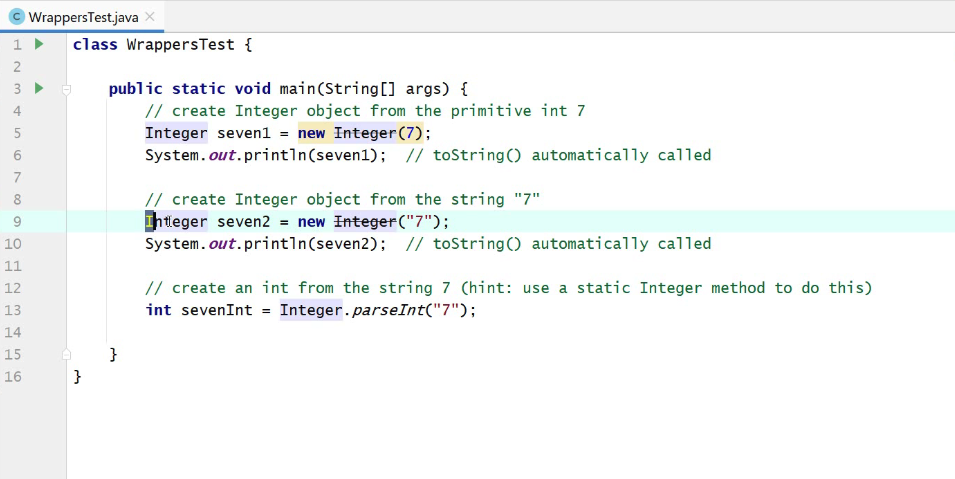 WrappersTest.java
1 class WrappersTest {
2
3     public static void main(String[] args) {
4         // create Integer object from the primitive int 7
5         Integer seven1 = new Integer(7);
6         System.out.println(seven1);  // toString() automatically called
7
8         // create Integer object from the string "7"
9         Integer seven2 = new Integer("7");
10         System.out.println(seven2);  // toString() automatically called
11
12         // create an int from the string 7 (hint: use a static Integer method to do this)
13         int sevenInt = Integer.parseInt("7");
14
15     }
16 }